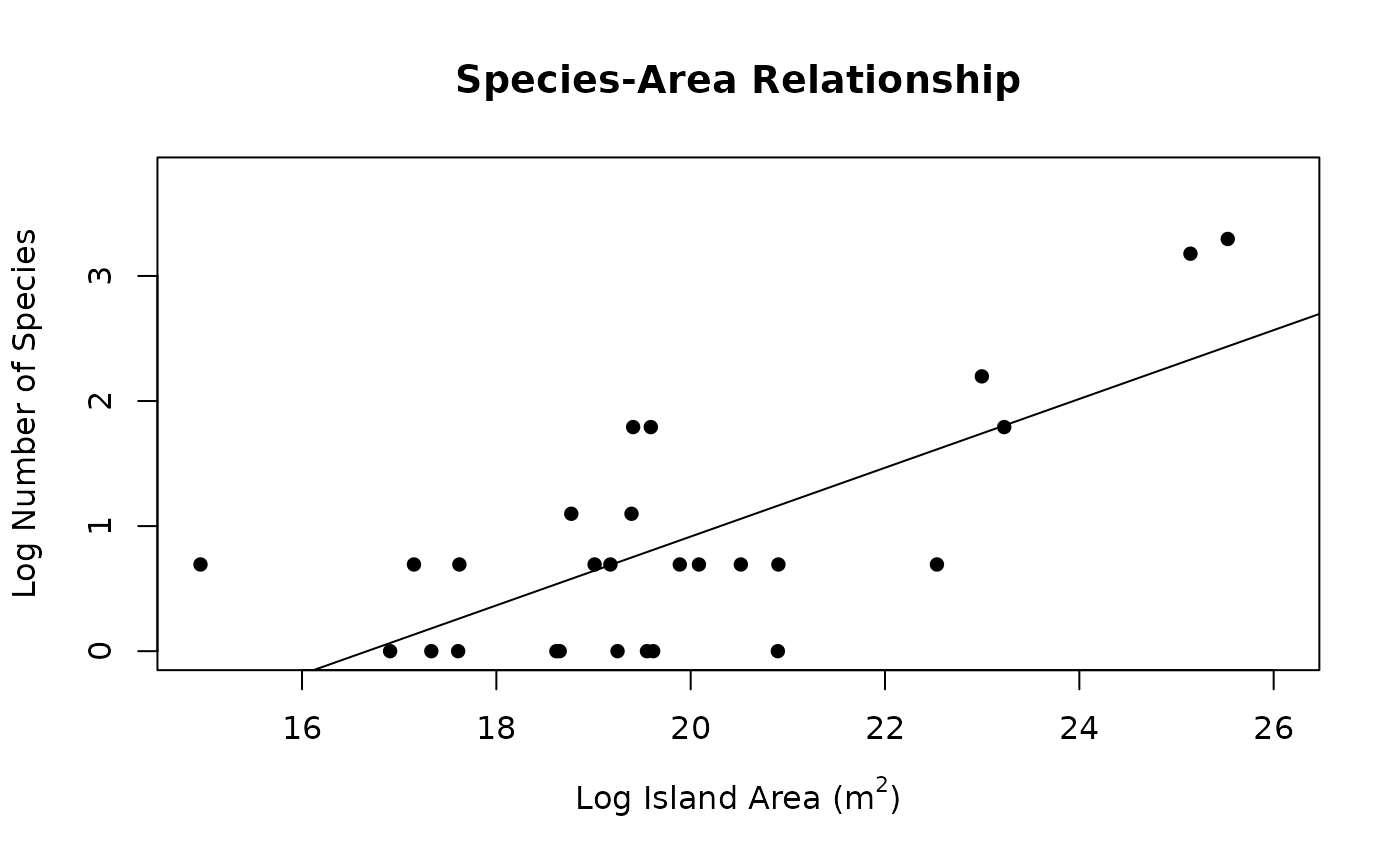 Species-Area Relationship
Log Number of Species
3
2
1
0
16 18 20 22 24 26
Log Island Area (m²)